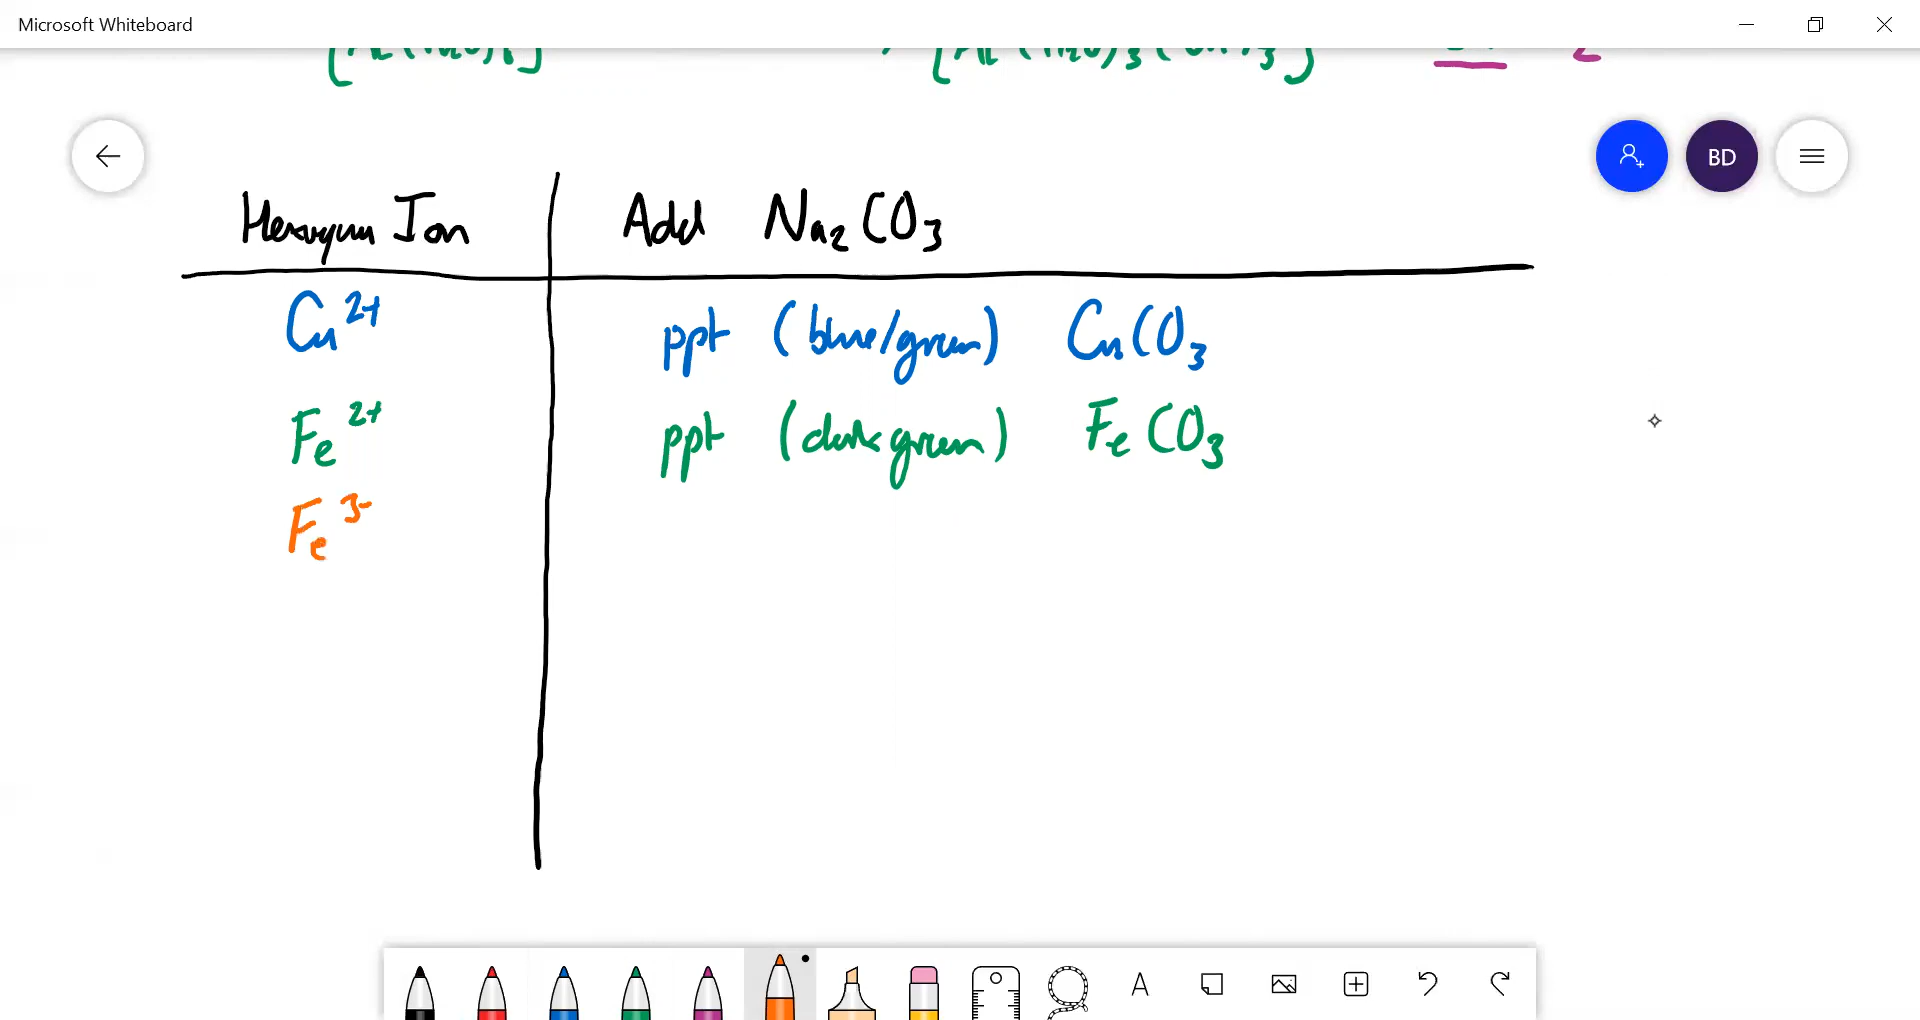 Microsoft Whiteboard
BD
Hexaqua Ion Add Na₂CO₃
Cu²⁺ ppt (blue/green) CuCO₃
Fe²⁺ ppt (dark green) FeCO₃
Fe³⁻
A